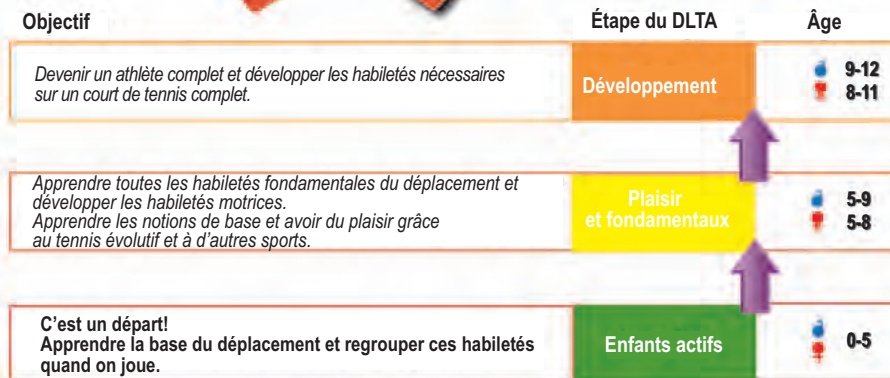 Objectif Étape du DLTA Âge
Devenir un athlète complet et développer les habiletés nécessaires
sur un court de tennis complet.
Développement
9-12
8-11
Apprendre toutes les habiletés fondamentales du déplacement et
développer les habiletés motrices.
Apprendre les notions de base et avoir du plaisir grâce
au tennis évolutif et à d'autres sports.
Plaisir
et fondamentaux
5-9
5-8
C'est un départ!
Apprendre la base du déplacement et regrouper ces habiletés
quand on joue.
Enfants actifs
0-5